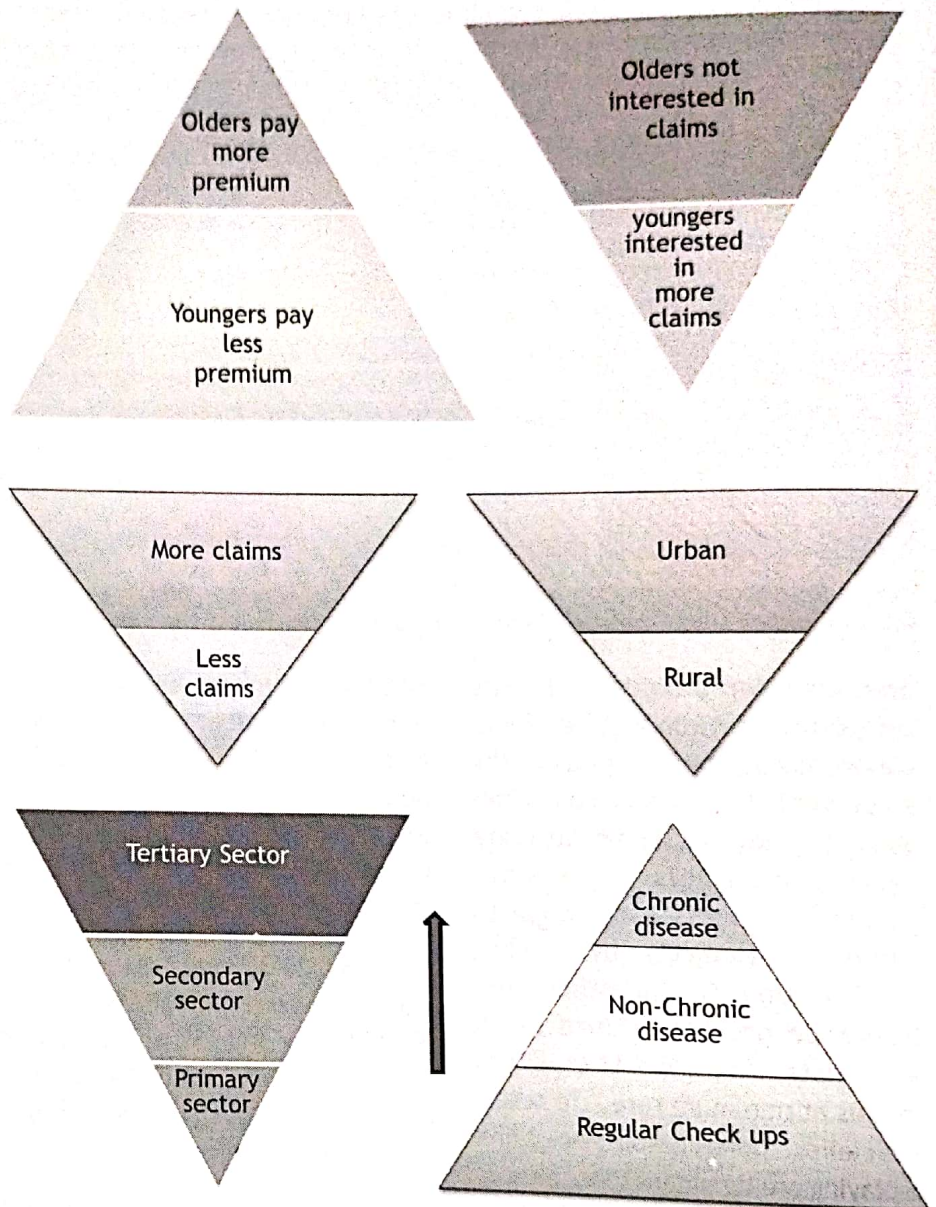 Olders pay
more
premium
Youngers pay
less
premium
Olders not
interested in
claims
youngers
interested
in
more
claims
More claims
Less
claims
Urban
Rural
Tertiary Sector
Secondary
sector
Primary
sector
Chronic
disease
Non-Chronic
disease
Regular Check ups